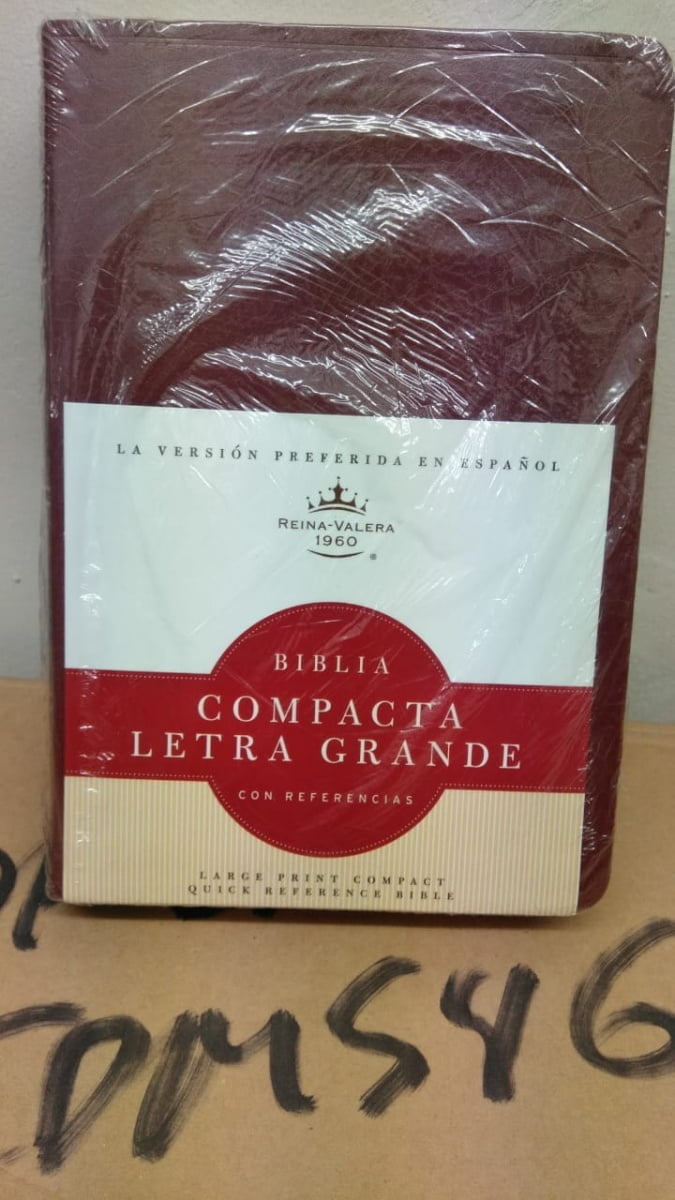 LA VERSIÓN PREFERIDA EN ESPAÑOL
REINA-VALERA
1960
®
BIBLIA
COMPACTA
LETRA GRANDE
CON REFERENCIAS
LARGE PRINT COMPACT
QUICK REFERENCE BIBLE